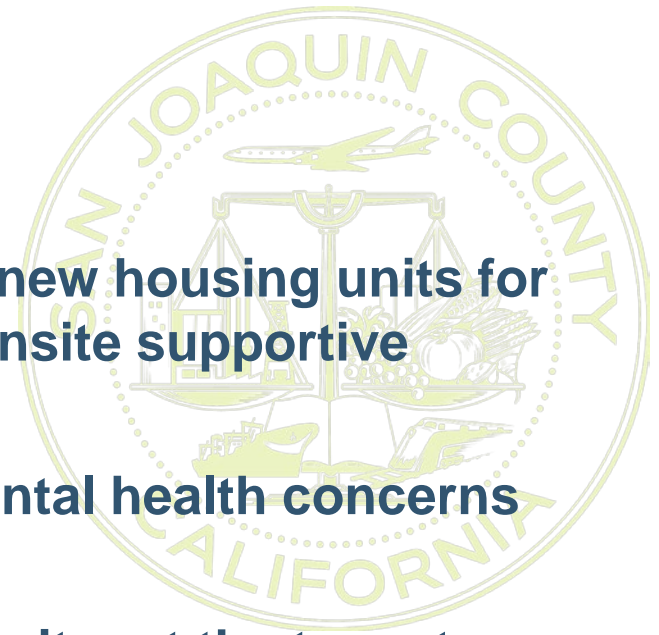 SAN JOAQUIN COUNTY
new housing units for
nsite supportive
ntal health concerns
CALIFORNIA